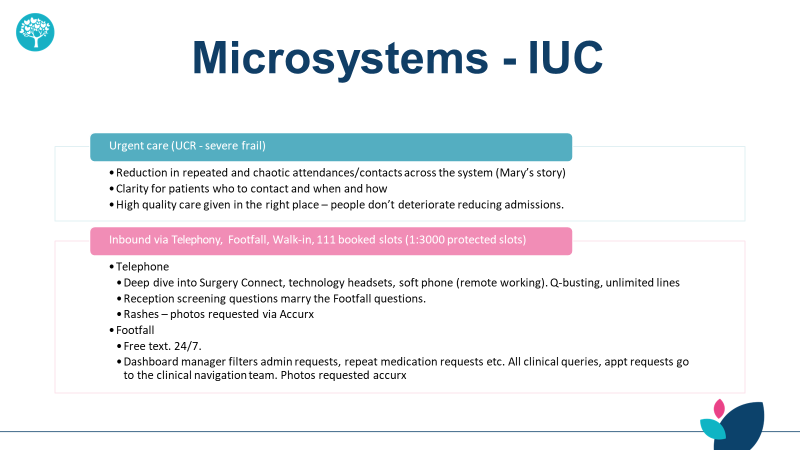 Microsystems - IUC
Urgent care (UCR - severe frail)
•Reduction in repeated and chaotic attendances/contacts across the system (Mary's story)
•Clarity for patients who to contact and when and how
•High quality care given in the right place – people don't deteriorate reducing admissions.
Inbound via Telephony, Footfall, Walk-in, 111 booked slots (1:3000 protected slots)
•Telephone
•Deep dive into Surgery Connect, technology headsets, soft phone (remote working). Q-busting, unlimited lines
•Reception screening questions marry the Footfall questions.
•Rashes – photos requested via Accurx
•Footfall
•Free text. 24/7.
•Dashboard manager filters admin requests, repeat medication requests etc. All clinical queries, appt requests go
to the clinical navigation team. Photos requested accurx